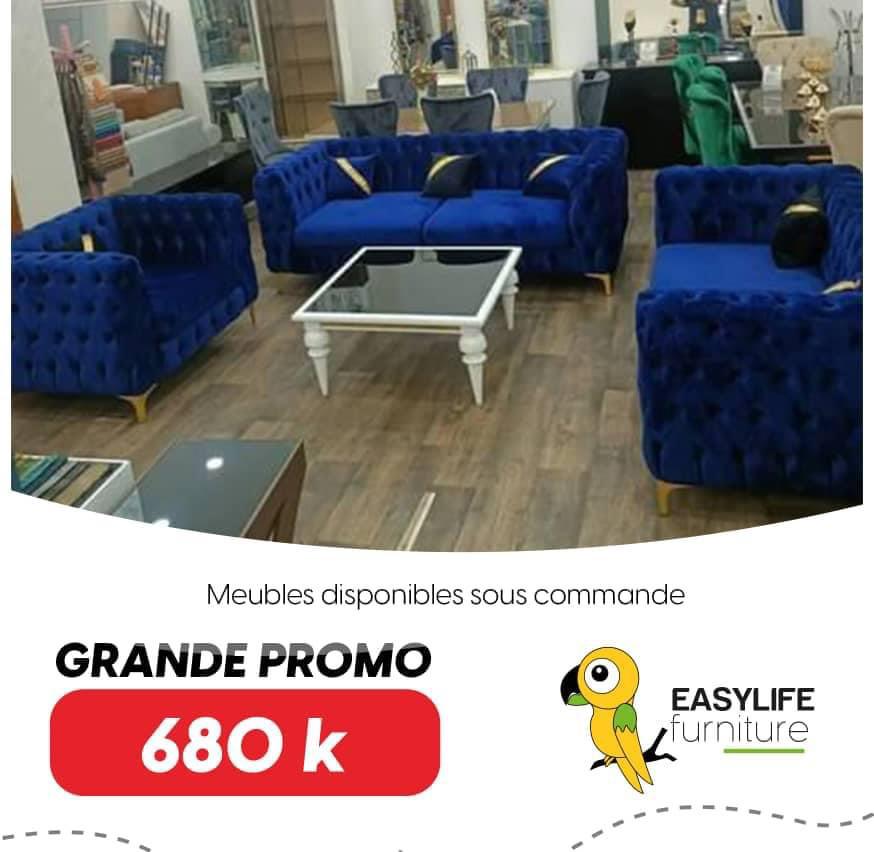 Meubles disponibles sous commande
GRANDE PROMO
680 k
EASYLIFE
furniture